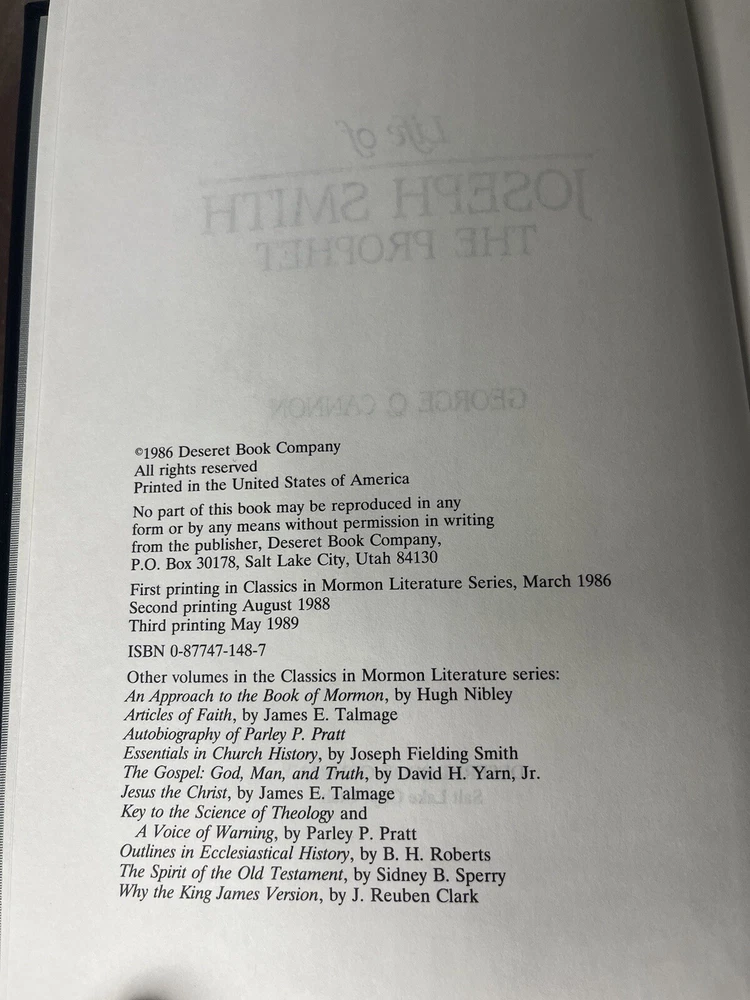 Life of
JOSEPH SMITH
THE PROPHET
GEORGE Q. CANNON
©1986 Deseret Book Company
All rights reserved
Printed in the United States of America
No part of this book may be reproduced in any
form or by any means without permission in writing
from the publisher, Deseret Book Company,
P.O. Box 30178, Salt Lake City, Utah 84130
First printing in Classics in Mormon Literature Series, March 1986
Second printing August 1988
Third printing May 1989
ISBN 0-87747-148-7
Other volumes in the Classics in Mormon Literature series:
An Approach to the Book of Mormon, by Hugh Nibley
Articles of Faith, by James E. Talmage
Autobiography of Parley P. Pratt
Essentials in Church History, by Joseph Fielding Smith
The Gospel: God, Man, and Truth, by David H. Yarn, Jr.
Jesus the Christ, by James E. Talmage
Key to the Science of Theology and
A Voice of Warning, by Parley P. Pratt
Outlines in Ecclesiastical History, by B. H. Roberts
The Spirit of the Old Testament, by Sidney B. Sperry
Why the King James Version, by J. Reuben Clark